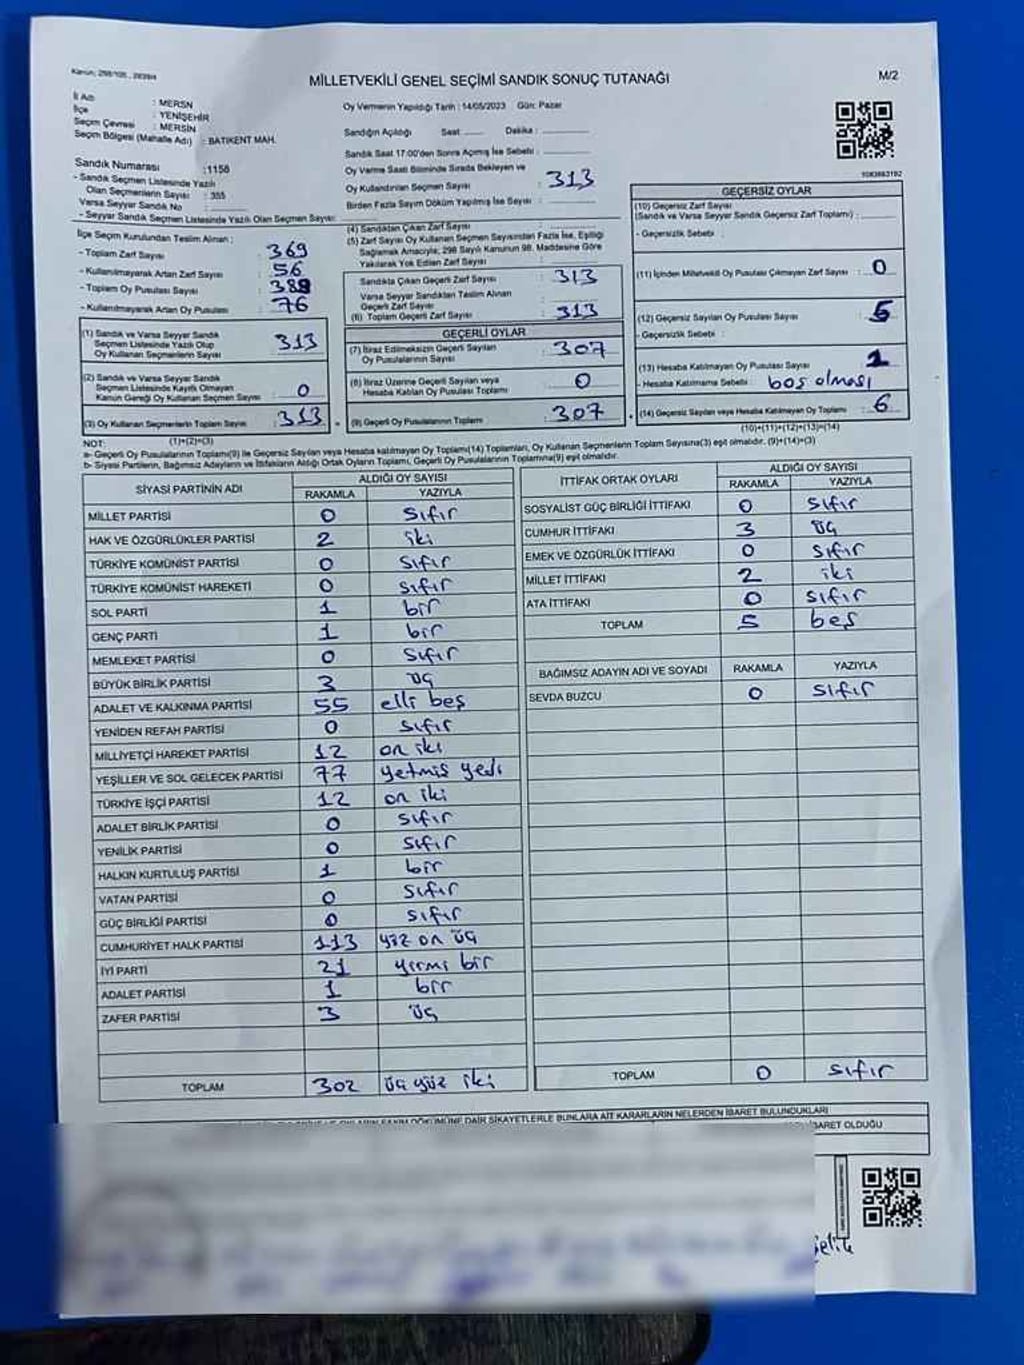 Kanun; 298/105 , 2839/4
MİLLETVEKİLİ GENEL SEÇİMİ SANDIK SONUÇ TUTANAĞI
M/2
İl Adı : MERSN
İlçe : YENİŞEHİR
Seçim Çevresi : MERSİN
Seçim Bölgesi (Mahalle Adı) : BATIKENT MAH.
Sandık Numarası :1158
- Sandık Seçmen Listesinde Yazılı
Olan Seçmenlerin Sayısı : 355
Varsa Seyyar Sandık No :
- Seyyar Sandık Seçmen Listesinde Yazılı Olan Seçmen Sayısı:
Oy Vermenin Yapıldığı Tarih : 14/05/2023 Gün: Pazar
Sandığın Açıldığı Saat ...... Dakika : ..............
Sandık Saat 17:00'den Sonra Açımış İse Sebebi : ..............
Oy Verme Saati Bitiminde Sırada Bekleyen ve
Oy Kullandırılan Seçmen Sayısı : 313
Birden Fazla Sayım Döküm Yapılmış İse Sayısı : ..............
İlçe Seçim Kurulundan Teslim Alınan ;
- Toplam Zarf Sayısı : 369
- Kullanılmayarak Artan Zarf Sayısı : 56
- Toplam Oy Pusulası Sayısı : 389
- Kullanılmayarak Artan Oy Pusulası : 76
(1) Sandık ve Varsa Seyyar Sandık
Seçmen Listesinde Yazılı Olup
Oy Kullanan Seçmenlerin Sayısı : 313
(2) Sandık ve Varsa Seyyar Sandık
Seçmen Listesinde Kayıtlı Olmayan
Kanun Gereği Oy Kullanan Seçmen Sayısı : 0
(3) Oy Kullanan Seçmenlerin Toplam Sayısı : 313
(1)+(2)=(3)
(4) Sandıktan Çıkan Zarf Sayısı :
(5) Zarf Sayısı Oy Kullanan Seçmen Sayısından Fazla İse, Eşitliği
Sağlamak Amacıyla; 298 Sayılı Kanunun 98. Maddesine Göre
Yakılarak Yok Edilen Zarf Sayısı :
Sandıkta Çıkan Geçerli Zarf Sayısı : 313
Varsa Seyyar Sandıktan Teslim Alınan
Geçerli Zarf Sayısı :
(6) Toplam Geçerli Zarf Sayısı : 313
GEÇERLİ OYLAR
(7) İtiraz Edilmeksizin Geçerli Sayılan
Oy Pusulalarının Sayısı : 307
(8) İtiraz Üzerine Geçerli Sayılan veya
Hesaba Katılan Oy Pusulası Toplamı : 0
(9) Geçerli Oy Pusulalarının Toplamı : 307
1083663192
GEÇERSİZ OYLAR
(10) Geçersiz Zarf Sayısı
(Sandık ve Varsa Seyyar Sandık Geçersiz Zarf Toplamı) : ......
- Geçersizlik Sebebi :
(11) İçinden Milletvekili Oy Pusulası Çıkmayan Zarf Sayısı : 0
(12) Geçersiz Sayılan Oy Pusulası Sayısı : 5
- Geçersizlik Sebebi :
(13) Hesaba Katılmayan Oy Pusulası Sayısı : 1
- Hesaba Katılmama Sebebi : boş olması
(14) Geçersiz Sayılan veya Hesaba Katılmayan Oy Toplamı : 6
(10)+(11)+(12)+(13)=(14)
NOT:
a- Geçerli Oy Pusulaları Toplamı(9) ile Geçersiz Sayılan veya Hesaba katılmayan Oy Toplamı(14) Toplamları, Oy Kullanan Seçmenlerin Toplam Sayısına(3) eşit olmalıdır. (9)+(14)=(3)
b- Siyasi Partilerin, Bağımsız Adayların ve İttifakların Aldığı Ortak Oyların Toplamı, Geçerli Oy Pusulalarının Toplamına(9) eşit olmalıdır.
SİYASİ PARTİNİN ADI ALDIĞI OY SAYISI
RAKAMLA YAZIYLA
MİLLET PARTİSİ 0 sıfır
HAK VE ÖZGÜRLÜKLER PARTİSİ 2 iki
TÜRKİYE KOMÜNİST PARTİSİ 0 sıfır
TÜRKİYE KOMÜNİST HAREKETİ 0 sıfır
SOL PARTİ 1 bir
GENÇ PARTİ 1 bir
MEMLEKET PARTİSİ 0 sıfır
BÜYÜK BİRLİK PARTİSİ 3 üç
ADALET VE KALKINMA PARTİSİ 55 elli beş
YENİDEN REFAH PARTİSİ 0 sıfır
MİLLİYETÇİ HAREKET PARTİSİ 12 on iki
YEŞİLLER VE SOL GELECEK PARTİSİ 77 yetmiş yedi
TÜRKİYE İŞÇİ PARTİSİ 12 on iki
ADALET BİRLİK PARTİSİ 0 sıfır
YENİLİK PARTİSİ 0 sıfır
HALKIN KURTULUŞ PARTİSİ 1 bir
VATAN PARTİSİ 0 sıfır
GÜÇ BİRLİĞİ PARTİSİ 0 sıfır
CUMHURİYET HALK PARTİSİ 113 yüz on üç
İYİ PARTİ 21 yirmi bir
ADALET PARTİSİ 1 bir
ZAFER PARTİSİ 3 üç
TOPLAM 302 üç yüz iki
İTTİFAK ORTAK OYLARI ALDIĞI OY SAYISI
RAKAMLA YAZIYLA
SOSYALİST GÜÇ BİRLİĞİ İTTİFAKI 0 sıfır
CUMHUR İTTİFAKI 3 üç
EMEK VE ÖZGÜRLÜK İTTİFAKI 0 sıfır
MİLLET İTTİFAKI 2 iki
ATA İTTİFAKI 0 sıfır
TOPLAM 5 beş
BAĞIMSIZ ADAYIN ADI VE SOYADI RAKAMLA YAZIYLA
SEVDA BUZCU 0 sıfır
TOPLAM 0 sıfır
DÖKÜMÜNE DAİR ŞİKAYETLERLE BUNLARA AİT KARARLARIN NELERDEN İBARET BULUNDUKLARI
İBARET OLDUĞU